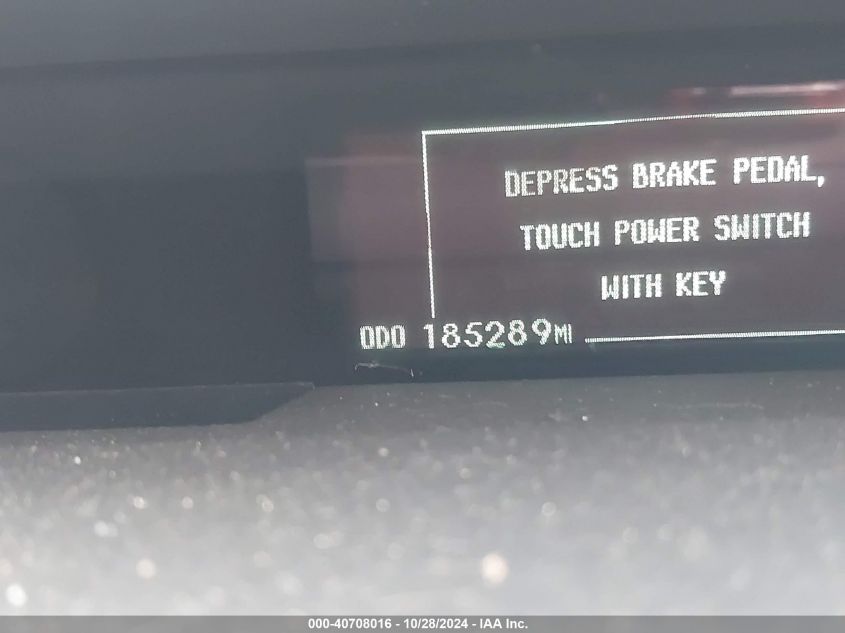 DEPRESS BRAKE PEDAL,
TOUCH POWER SWITCH
WITH KEY
ODO 185289MI
000-40708016 - 10/28/2024 - IAA Inc.